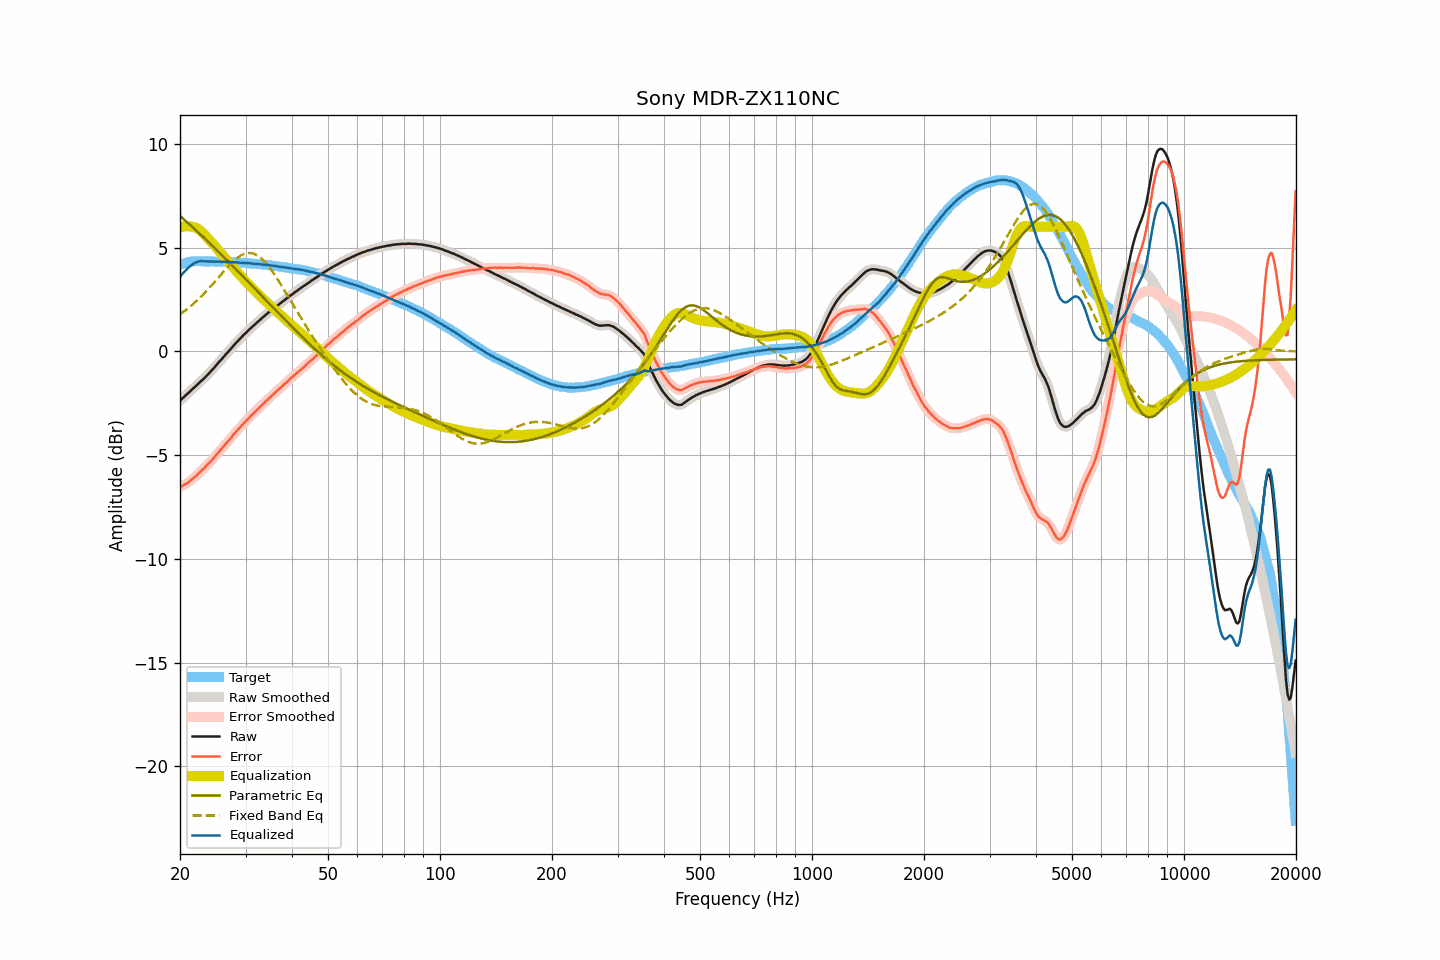 Sony MDR-ZX110NC
10
5
0
−5
−10
−15
−20
Amplitude (dBr)
Target
Raw Smoothed
Error Smoothed
Raw
Error
Equalization
Parametric Eq
Fixed Band Eq
Equalized
20 50 100 200 500 1000 2000 5000 10000 20000
Frequency (Hz)